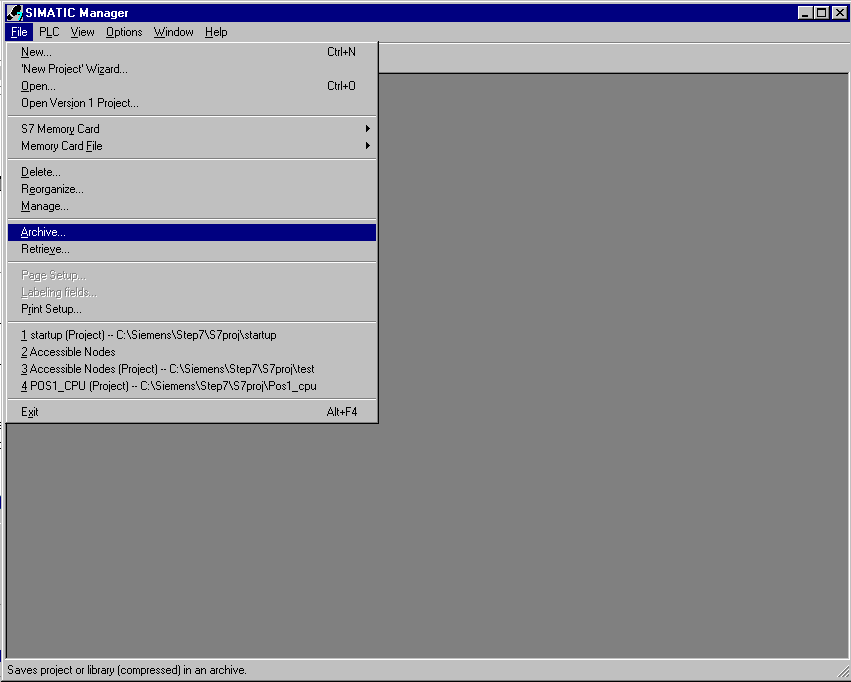 SIMATIC Manager
File PLC View Options Window Help
New... Ctrl+N
'New Project' Wizard...
Open... Ctrl+O
Open Version 1 Project...
S7 Memory Card
Memory Card File
Delete...
Reorganize...
Manage...
Archive...
Retrieve...
Page Setup...
Labeling fields...
Print Setup...
1 startup (Project) -- C:\Siemens\Step7\S7proj\startup
2 Accessible Nodes
3 Accessible Nodes (Project) -- C:\Siemens\Step7\S7proj\test
4 POS1_CPU (Project) -- C:\Siemens\Step7\S7proj\Pos1_cpu
Exit Alt+F4
Saves project or library (compressed) in an archive.